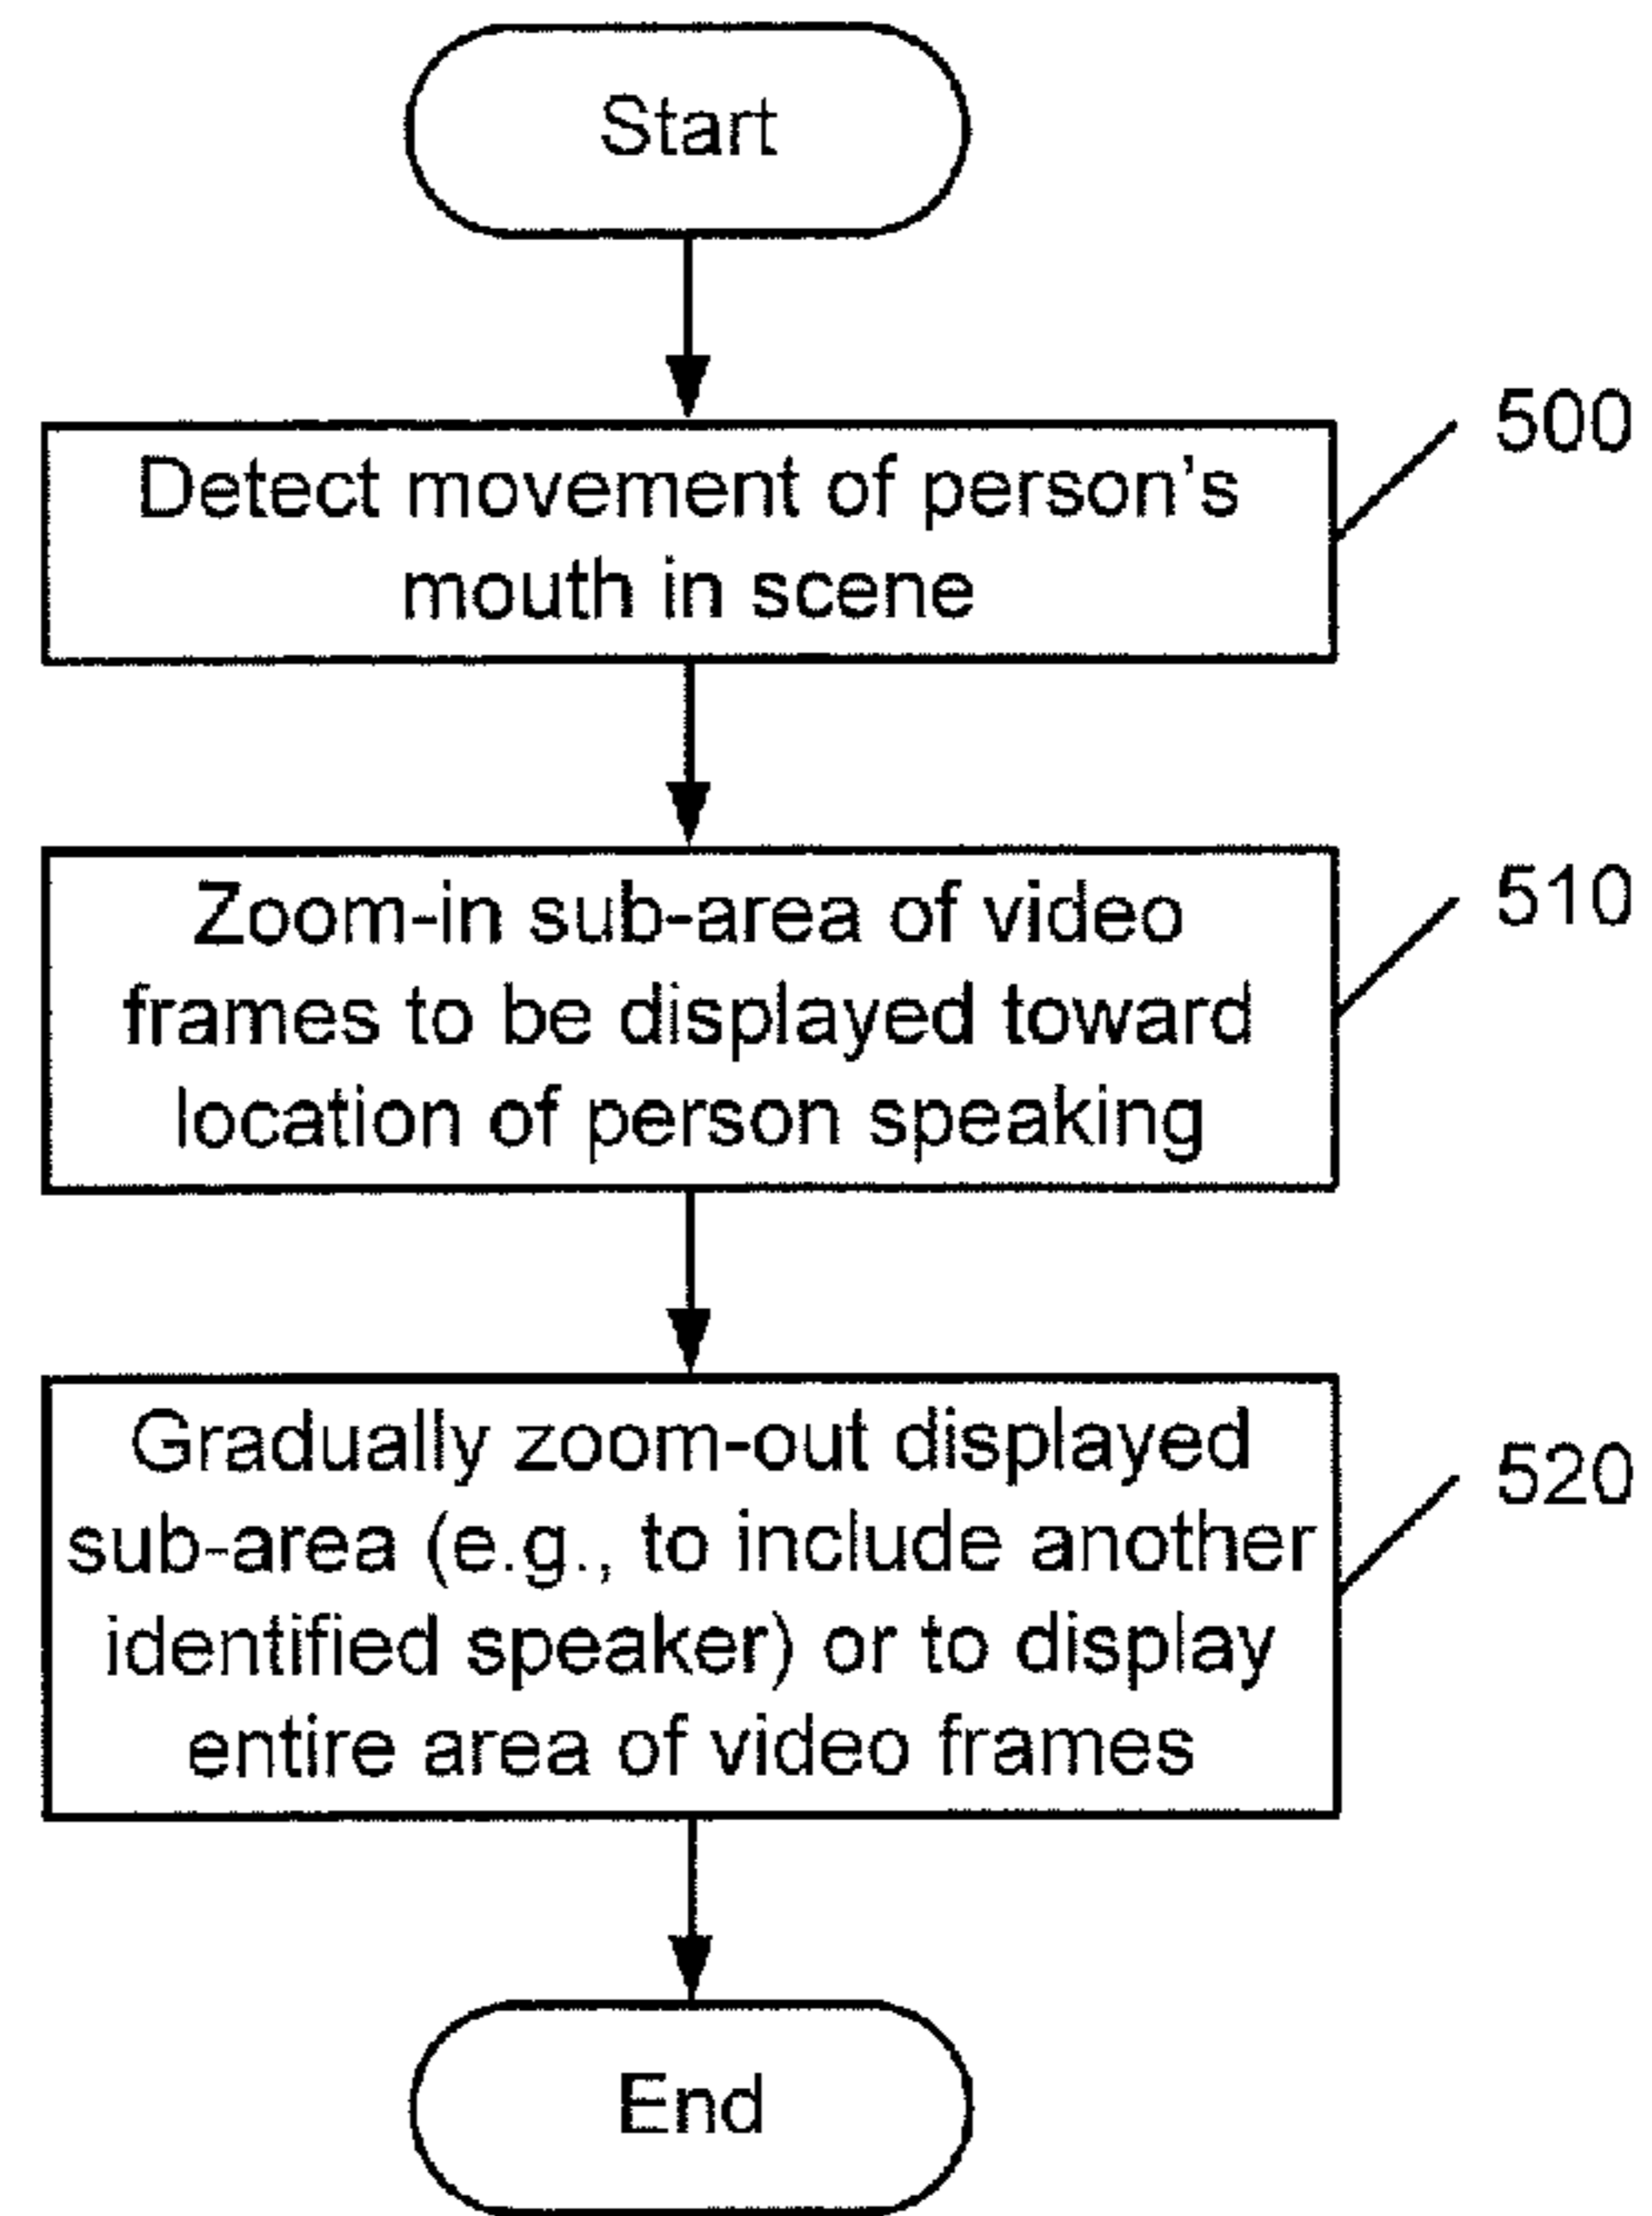 Start
500
Detect movement of person's
mouth in scene
510
Zoom-in sub-area of video
frames to be displayed toward
location of person speaking
520
Gradually zoom-out displayed
sub-area (e.g., to include another
identified speaker) or to display
entire area of video frames
End